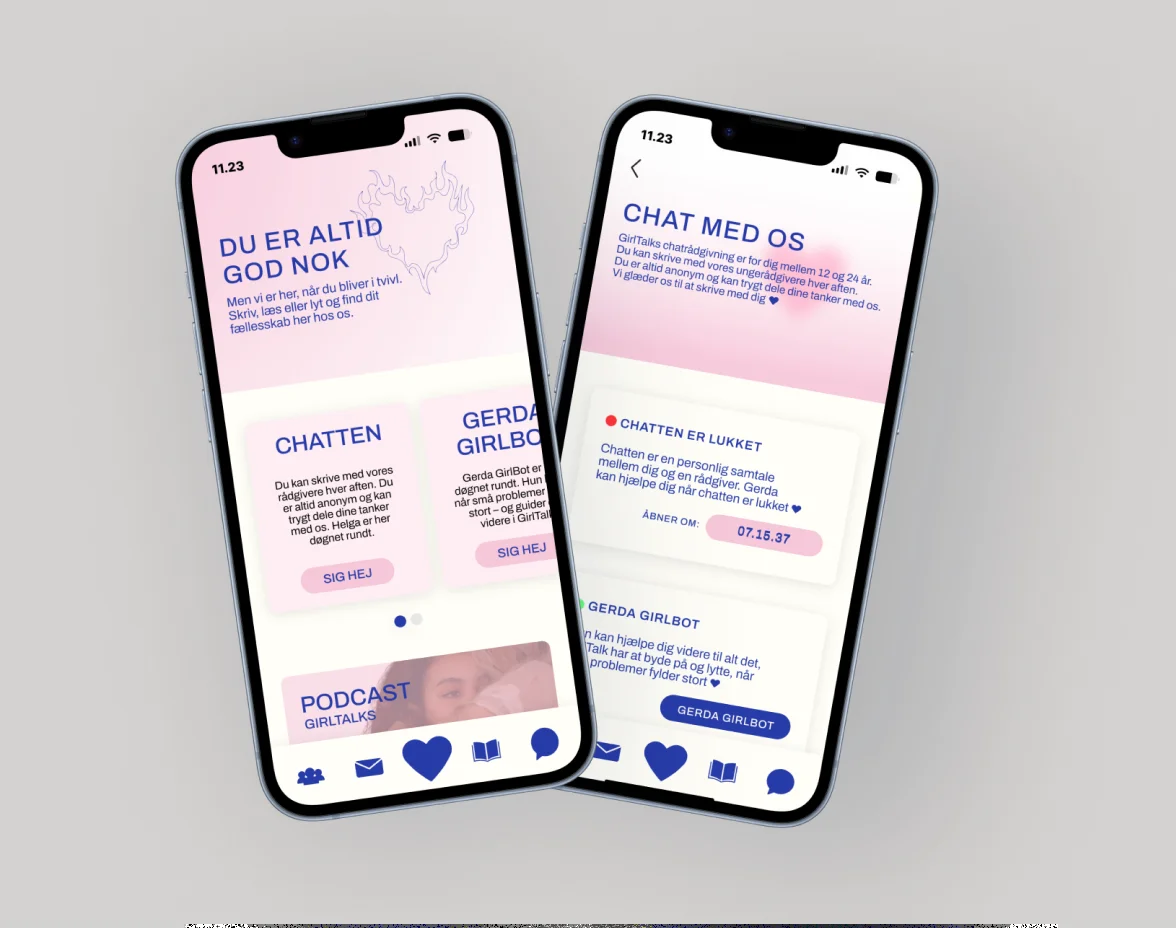 11.23
DU ER ALTID
GOD NOK
Men vi er her, når du bliver i tvivl.
Skriv, læs eller lyt og find dit
fællesskab her hos os.
CHATTEN
Du kan skrive med vores
rådgivere hver aften. Du
er altid anonym og kan
trygt dele dine tanker
med os. Helga er her
døgnet rundt.
SIG HEJ
GERDA
GIRLBO
Gerda GirlBot er
døgnet rundt. Hun
når små problemer
stort – og guider
videre i GirlTal
SIG HEJ
PODCAST
GIRLTALKS
11.23
CHAT MED OS
GirlTalks chatrådgivning er for dig mellem 12 og 24 år.
Du kan skrive med vores ungerådgivere hver aften.
Du er altid anonym og kan trygt dele dine tanker med os.
Vi glæder os til at skrive med dig
CHATTEN ER LUKKET
Chatten er en personlig samtale
mellem dig og en rådgiver. Gerda
kan hjælpe dig når chatten er lukket
ÅBNER OM:
07.15.37
GERDA GIRLBOT
n kan hjælpe dig videre til alt det,
Talk har at byde på og lytte, når
problemer fylder stort
GERDA GIRLBOT